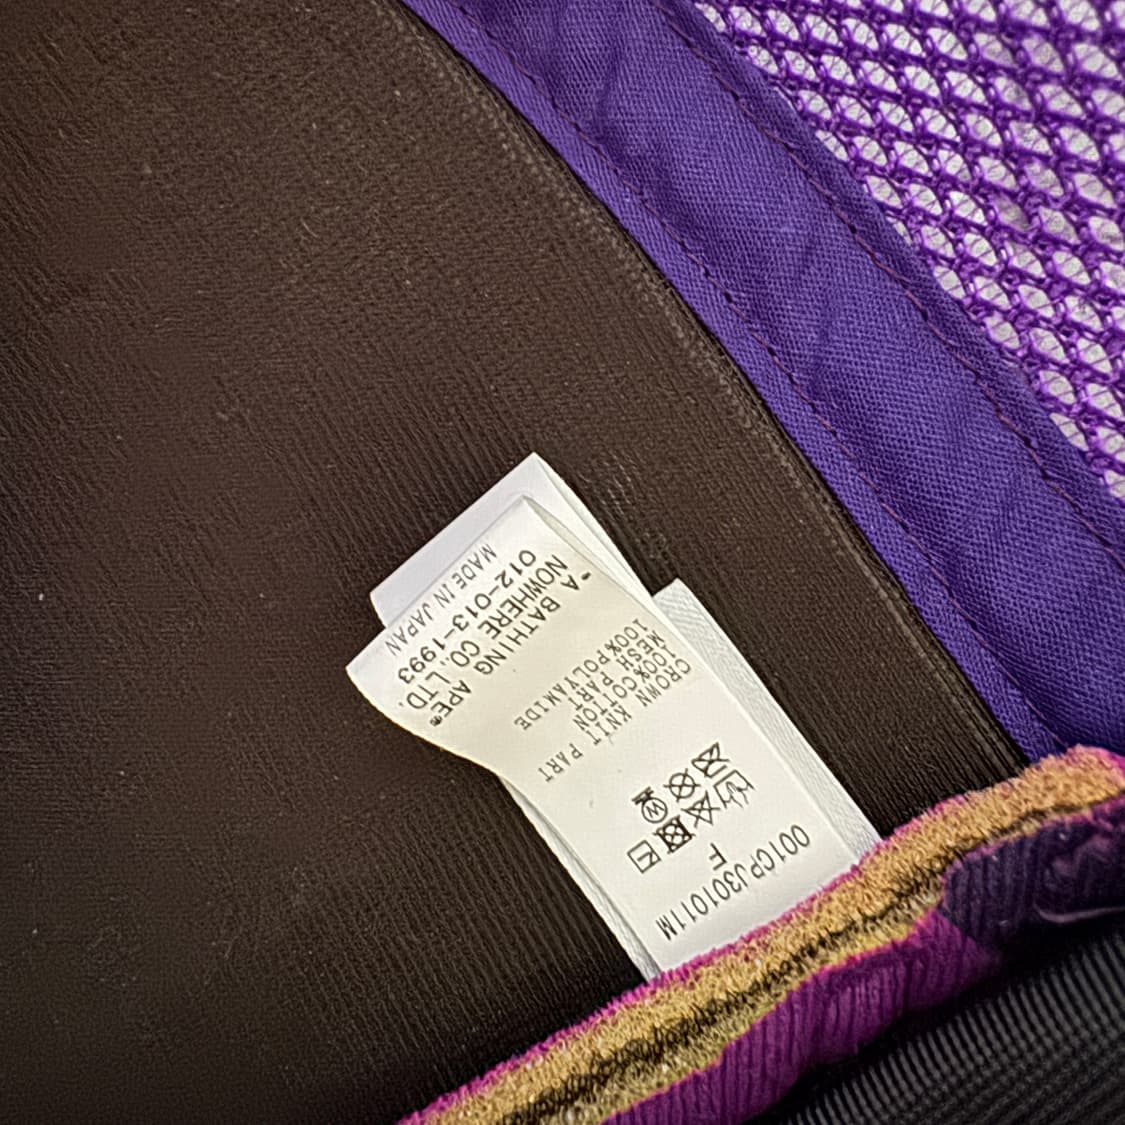 001CPJ301011M
F
CROWN KNIT PART
100%COTTON
MESH PART
100%POLYAMIDE
"A BATHING APE®
NOWHERE CO.,LTD.
012-013-1993
MADE IN JAPAN